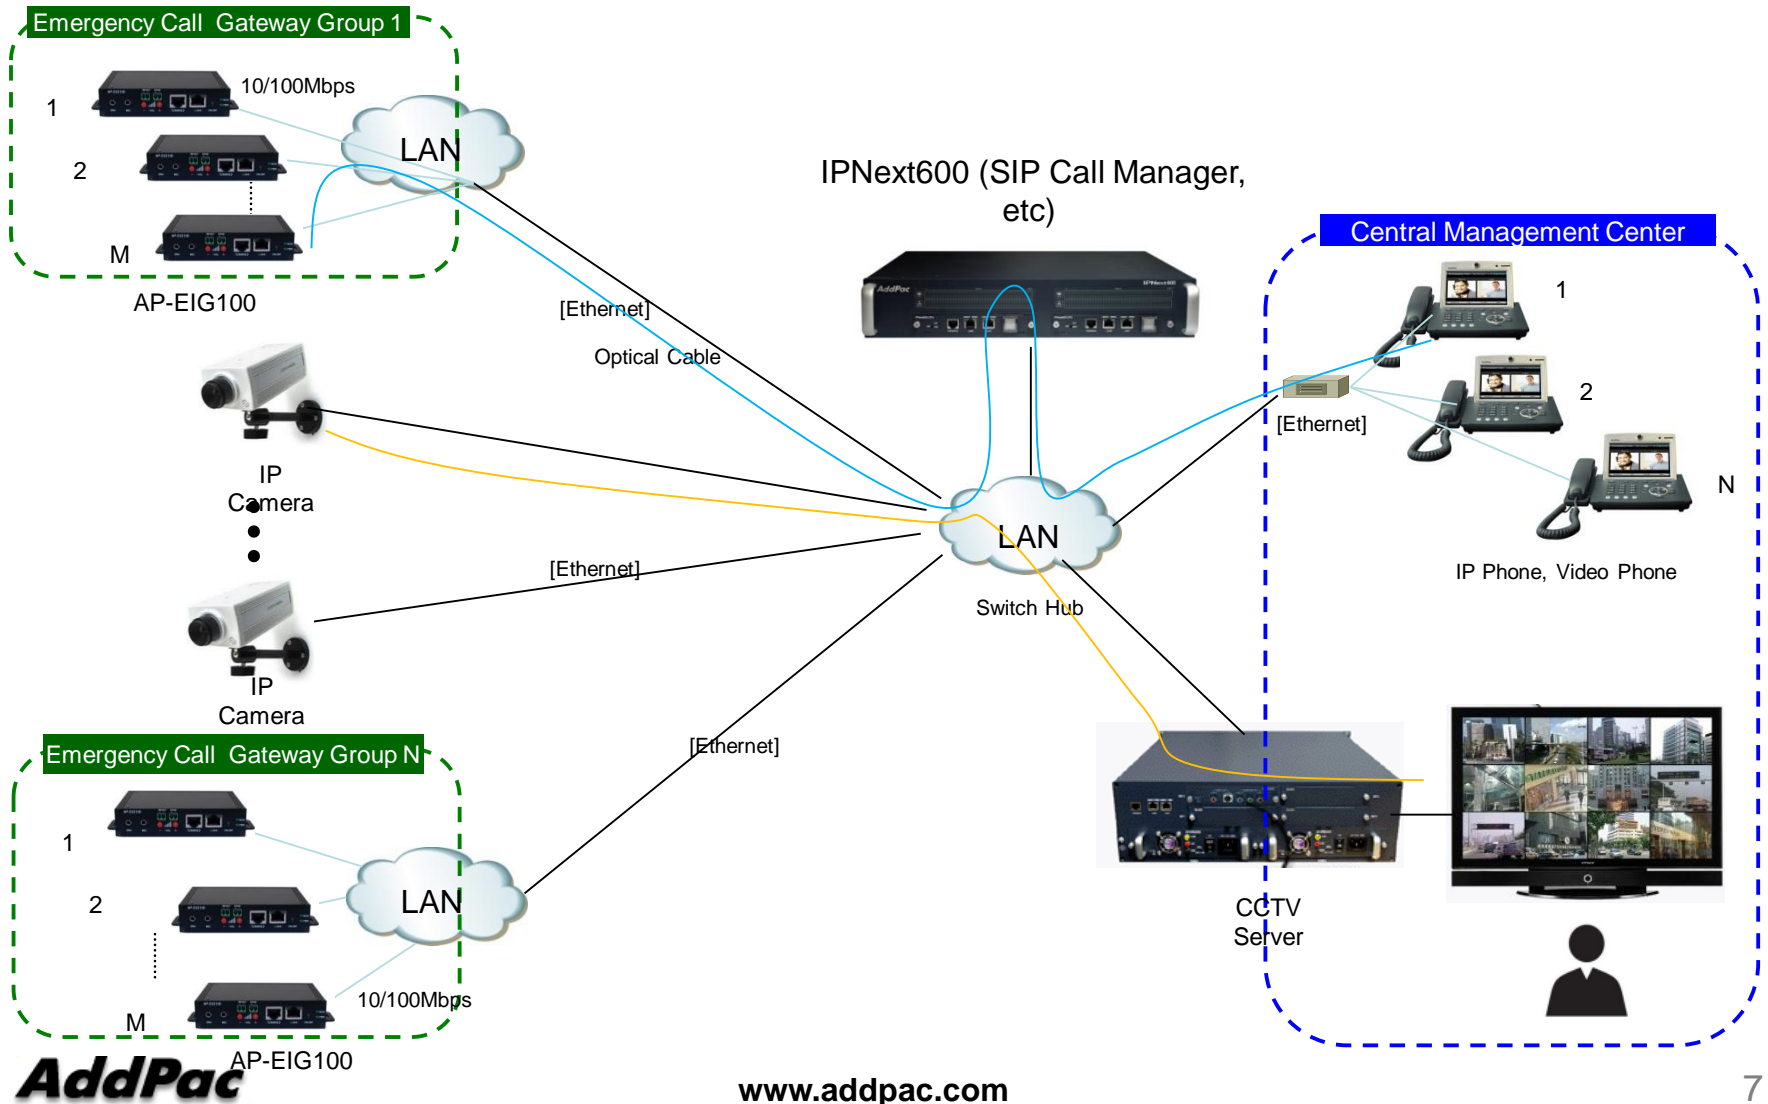 Emergency Call Gateway Group 1
1
10/100Mbps
LAN
2
M
AP-EIG100
IPNext600 (SIP Call Manager,
etc)
AddPac
IPNext600
Central Management Center
1
2
N
[Ethernet]
IP Phone, Video Phone
[Ethernet]
Optical Cable
IP
Camera
[Ethernet]
LAN
Switch Hub
IP
Camera
[Ethernet]
Emergency Call Gateway Group N
1
2
LAN
10/100Mbps
M
AP-EIG100
CCTV
Server
AddPac
www.addpac.com
7